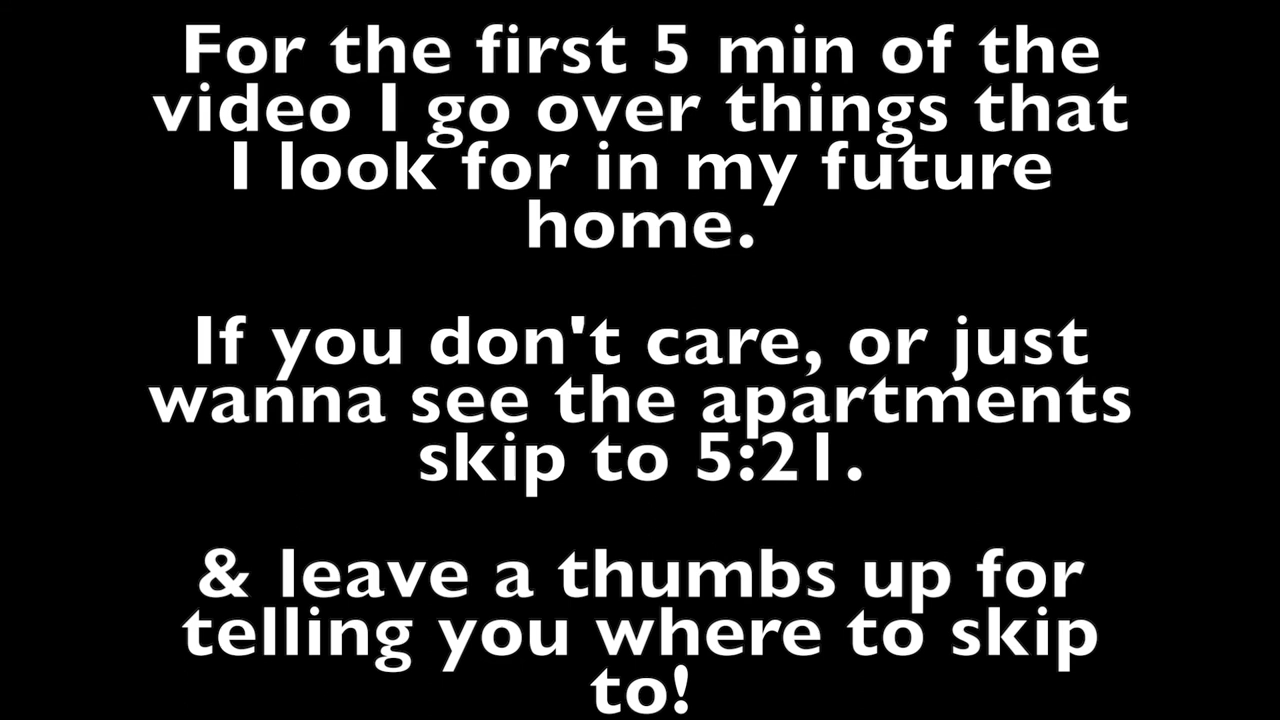 For the first 5 min of the
video I go over things that
I look for in my future
home.
If you don't care, or just
wanna see the apartments
skip to 5:21.
& leave a thumbs up for
telling you where to skip
to!